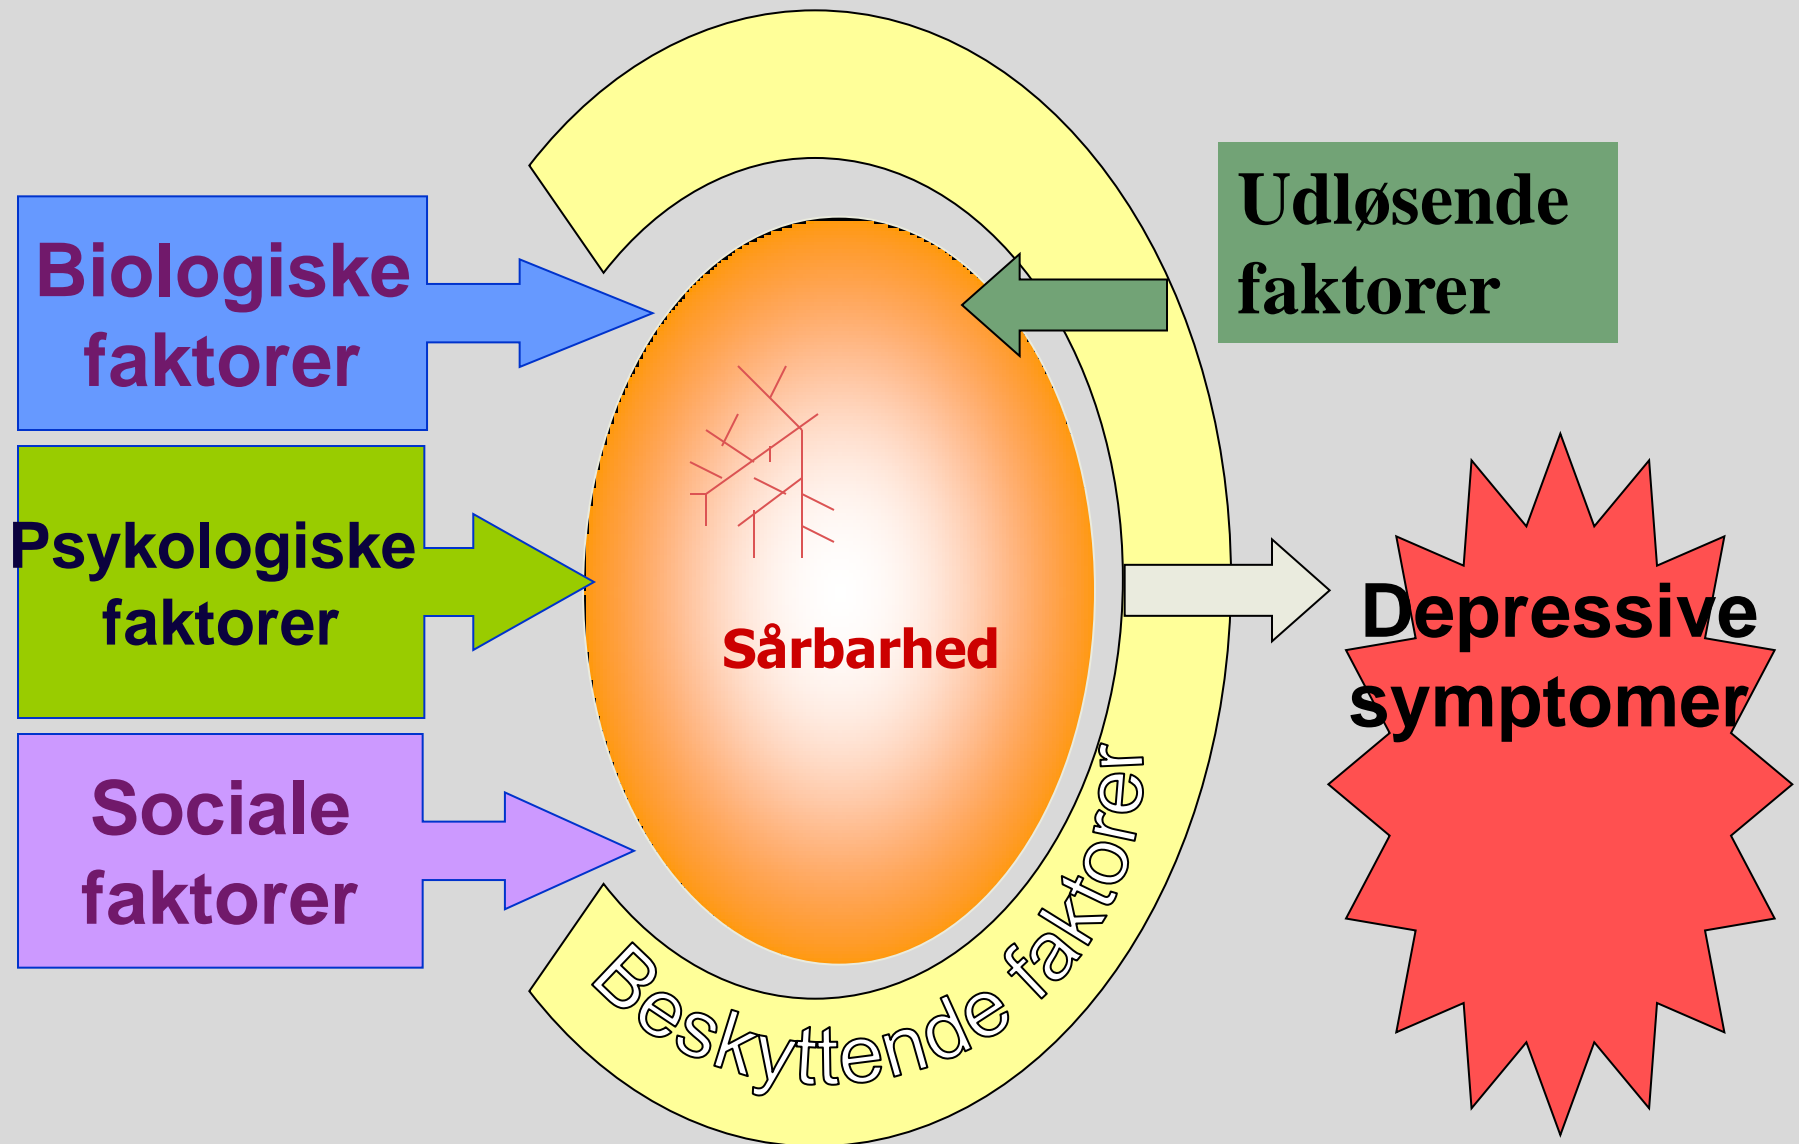 Biologiske
faktorer
Psykologiske
faktorer
Sociale
faktorer
Sårbarhed
Beskyttende faktorer
Udløsende
faktorer
Depressive
symptomer